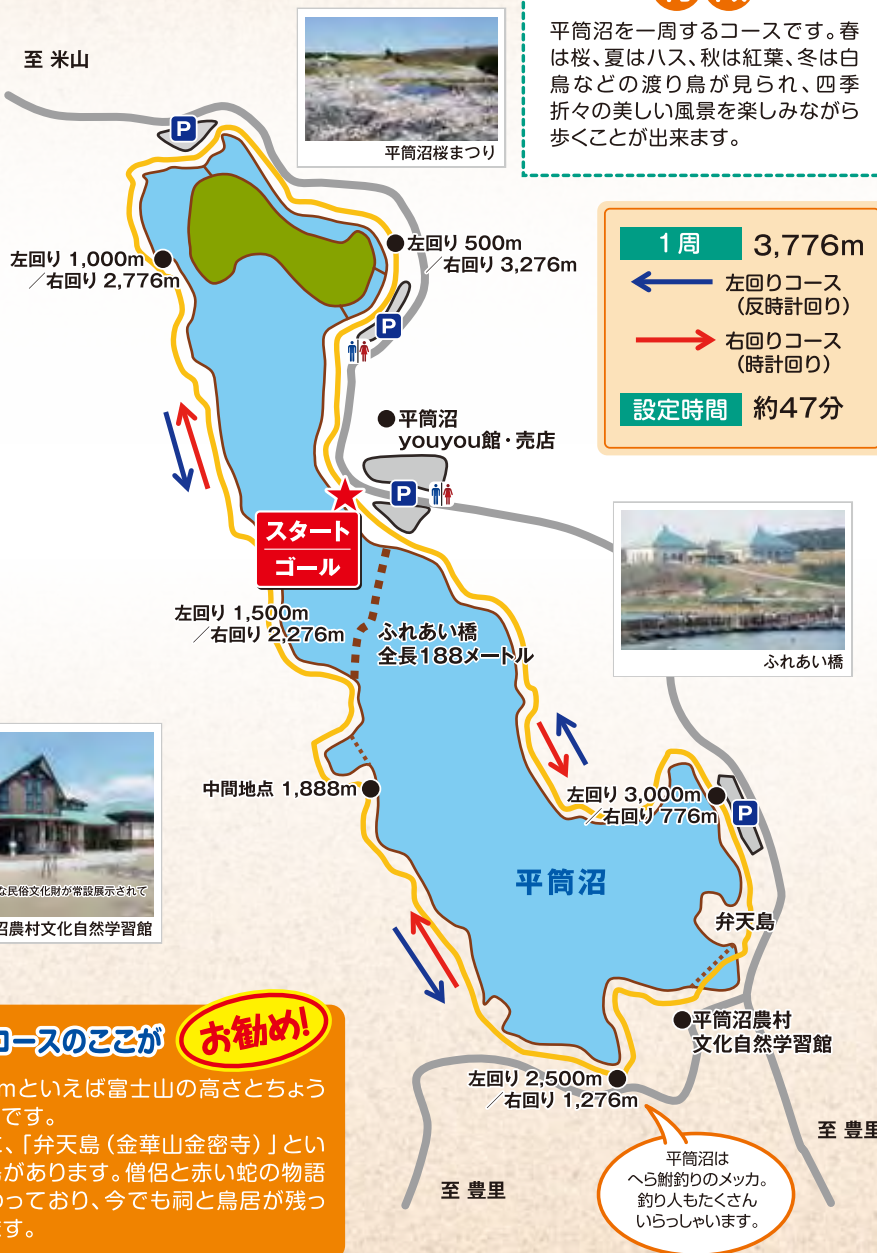 平筒沼を一周するコースです。春
は桜、夏はハス、秋は紅葉、冬は白
鳥などの渡り鳥が見られ、四季
折々の美しい風景を楽しみながら
歩くことが出来ます。
至 米山
P
平筒沼桜まつり
1周 3,776m
左回りコース
（反時計回り）
右回りコース
（時計回り）
設定時間 約47分
左回り 500m
／右回り 3,276m
左回り 1,000m
／右回り 2,776m
P
平筒沼
youyou館・売店
P
スタート
ゴール
左回り 1,500m
／右回り 2,276m
ふれあい橋
全長188メートル
ふれあい橋
中間地点 1,888m
左回り 3,000m
／右回り 776m
P
平筒沼
弁天島
な民俗文化財が常設展示されて
沼農村文化自然学習館
平筒沼農村
文化自然学習館
左回り 2,500m
／右回り 1,276m
至 豊里
至 豊里
平筒沼は
へら鮒釣りのメッカ。
釣り人もたくさん
いらっしゃいます。
コースのここが
お勧め!
mといえば富士山の高さとちょう
です。
、「弁天島（金華山金密寺）」とい
があります。僧侶と赤い蛇の物語
わっており、今でも祠と鳥居が残っ
ます。